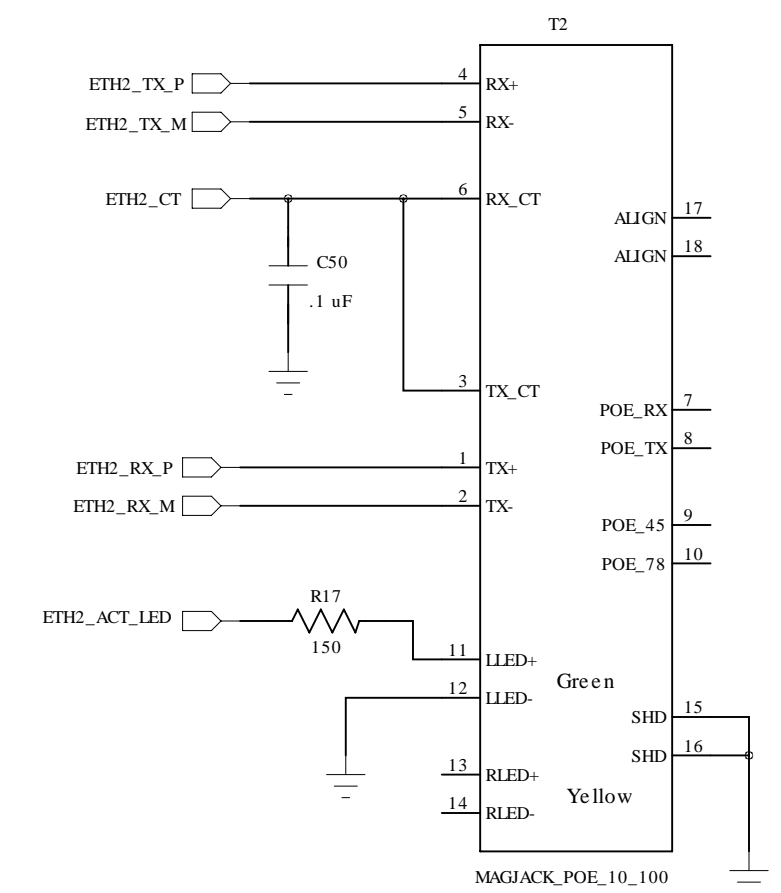 T2
ETH2_TX_P
4
RX+
ETH2_TX_M
5
RX-
ETH2_CT
6
RX_CT
ALIGN
17
ALIGN
18
C50
.1 uF
3
TX_CT
POE_RX
7
POE_TX
8
ETH2_RX_P
1
TX+
ETH2_RX_M
2
TX-
POE_45
9
POE_78
10
ETH2_ACT_LED
R17
150
11
LLED+
Green
12
LLED-
SHD
15
SHD
16
13
RLED+
Yellow
14
RLED-
MAGJACK_POE_10_100